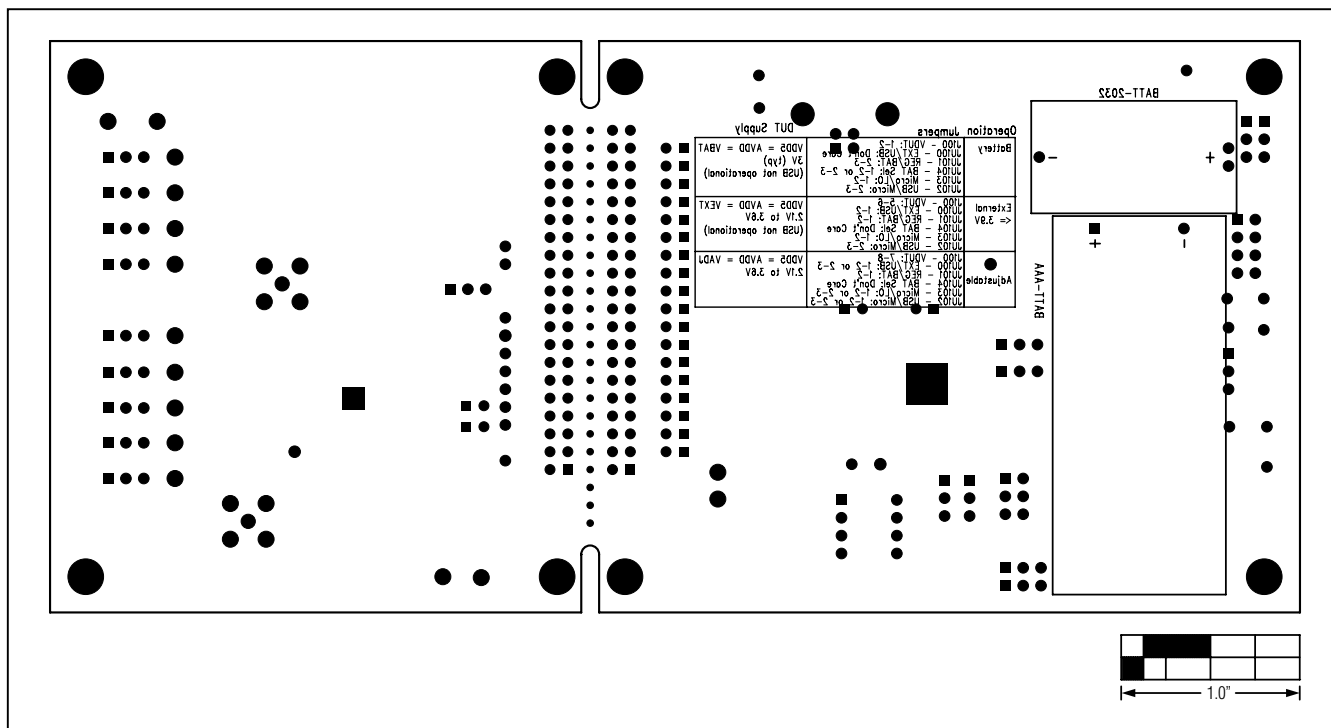 BATT-2032
- +
+ -
BATT-AAA
Operation Jumpers DUT Supply
Battery
J100 - VDUT: 1-2
JU100 - EXT/USB: Don't Care
JU101 - REG/BAT: 2-3
JU104 - BAT Sel: 1-2 or 2-3
JU103 - Micro/LO: 1-2
JU102 - USB/Micro: 2-3
VDD5 = AVDD = VBAT
3V (typ)
(USB not operational)
External
<= 3.9V
J100 - VDUT: 5-6
JU100 - EXT/USB: 1-2
JU101 - REG/BAT: 1-2
JU104 - BAT Sel: Don't Care
JU103 - Micro/LO: 1-2
JU102 - USB/Micro: 2-3
VDD5 = AVDD = VEXT
2.1V to 3.6V
(USB not operational)
Adjustable
J100 - VDUT: 7-8
JU100 - EXT/USB: 1-2 or 2-3
JU101 - REG/BAT: 1-2
JU104 - BAT Sel: Don't Care
JU103 - Micro/LO: 1-2 or 2-3
JU102 - USB/Micro: 1-2 or 2-3
VDD5 = AVDD = VADJ
2.1V to 3.6V
1.0"